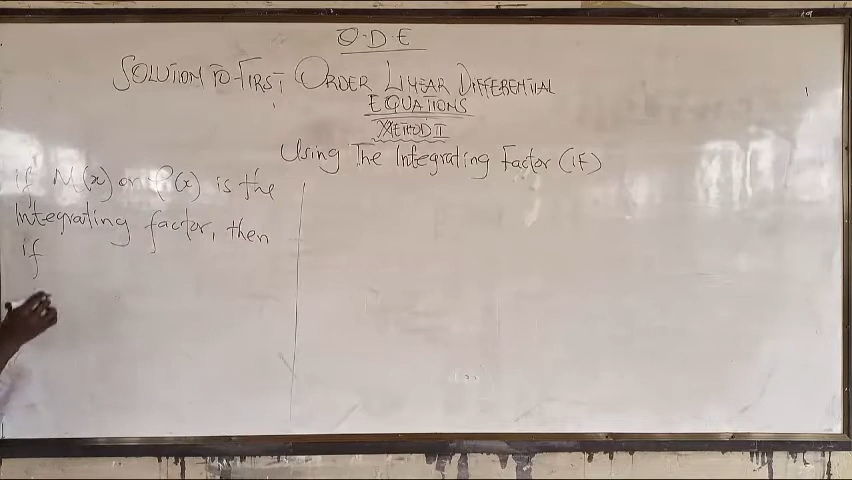 O.D.E
SOLUTION TO FIRST ORDER LINEAR DIFFERENTIAL
EQUATIONS
METHOD II
Using The Integrating Factor (IF)
if M(x) or P(x) is the
Integrating factor, then
if